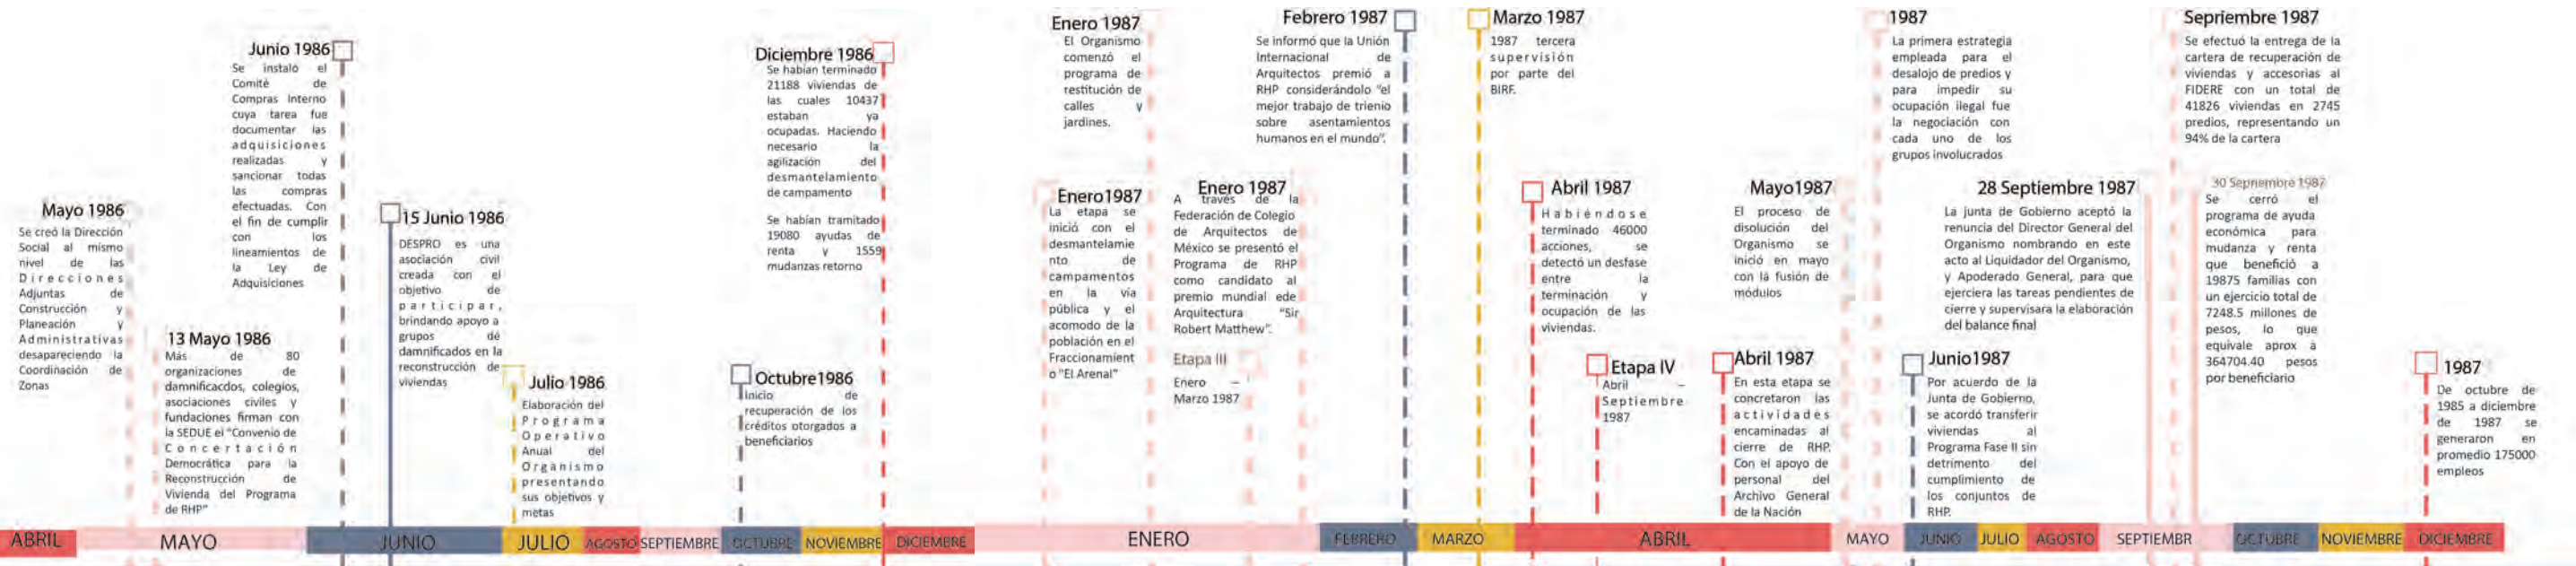 Mayo 1986
Se creó la Dirección
Social al mismo
nivel de las
Direcciones
Adjuntas de
Construcción y
Planeación y
Administrativas
desapareciendo la
Coordinación de
Zonas
13 Mayo 1986
Más de 80
organizaciones de
damnificacdos, colegios,
asociaciones civiles y
fundaciones firman con
la SEDUE el "Convenio de
Concertación
Democrática para la
Reconstrucción de
Vivienda del Programa
de RHP"
Junio 1986
Se instaló el
Comité de
Compras Interno
cuya tarea fue
documentar las
adquisiciones
realizadas y
sancionar todas
las compras
efectuadas. Con
el fin de cumplir
con los
lineamientos de
la Ley de
Adquisiciones
15 Junio 1986
DESPRO es una
asociación civil
creada con el
objetivo de
participar,
brindando apoyo a
grupos de
damnificados en la
reconstrucción de
viviendas
Julio 1986
Elaboración del
Programa
Operativo
Anual del
Organismo
presentando
sus objetivos y
metas
Octubre1986
Inicio de
recuperación de los
créditos otorgados a
beneficiarios
Diciembre 1986
Se habían terminado
21188 viviendas de
las cuales 10437
estaban ya
ocupadas. Haciendo
necesario la
agilización del
desmantelamiento
de campamento
Se habían tramitado
19080 ayudas de
renta y 1559
mudanzas retorno
Enero 1987
El Organismo
comenzó el
programa de
restitución de
calles y
jardines.
Enero1987
La etapa se
inició con el
desmantelamie
nto de
campamentos
en la vía
pública y el
acomodo de la
población en el
Fraccionamient
o "El Arenal"
Enero 1987
A través de la
Federación de Colegio
de Arquitectos de
México se presentó el
Programa de RHP
como candidato al
premio mundial ede
Arquitectura "Sir
Robert Matthew".
Etapa III
Enero –
Marzo 1987
Febrero 1987
Se informó que la Unión
Internacional de
Arquitectos premió a
RHP considerándolo "el
mejor trabajo de trienio
sobre asentamientos
humanos en el mundo".
Marzo 1987
1987 tercera
supervisión
por parte del
BIRF.
Abril 1987
Habiéndose
terminado 46000
acciones, se
detectó un desfase
entre la
terminación y
ocupación de las
viviendas.
Etapa IV
Abril –
Septiembre
1987
Abril 1987
En esta etapa se
concretaron las
actividades
encaminadas al
cierre de RHP.
Con el apoyo de
personal del
Archivo General
de la Nación
Mayo1987
El proceso de
disolución del
Organismo se
inició en mayo
con la fusión de
módulos
1987
La primera estrategia
empleada para el
desalojo de predios y
para impedir su
ocupación ilegal fue
la negociación con
cada uno de los
grupos involucrados
Junio1987
Por acuerdo de la
Junta de Gobierno,
se acordó transferir
viviendas al
Programa Fase II sin
detrimento del
cumplimiento de
los conjuntos de
RHP.
28 Septiembre 1987
La junta de Gobierno aceptó la
renuncia del Director General del
Organismo nombrando en este
acto al Liquidador del Organismo,
y Apoderado General, para que
ejerciera las tareas pendientes de
cierre y supervisara la elaboración
del balance final
Sepriembre 1987
Se efectuó la entrega de la
cartera de recuperación de
viviendas y accesorias al
FIDERE con un total de
41826 viviendas en 2745
predios, representando un
94% de la cartera
30 Sepriembre 1987
Se cerró el
programa de ayuda
económica para
mudanza y renta
que benefició a
19875 familias con
un ejercicio total de
7248.5 millones de
pesos, lo que
equivale aprox a
364704.40 pesos
por beneficiario
1987
De octubre de
1985 a diciembre
de 1987 se
generaron en
promedio 175000
empleos
ABRIL MAYO JUNIO JULIO AGOSTO SEPTIEMBRE OCTUBRE NOVIEMBRE DICIEMBRE ENERO FEBRERO MARZO ABRIL MAYO JUNIO JULIO AGOSTO SEPTIEMBR OCTUBRE NOVIEMBRE DICIEMBRE